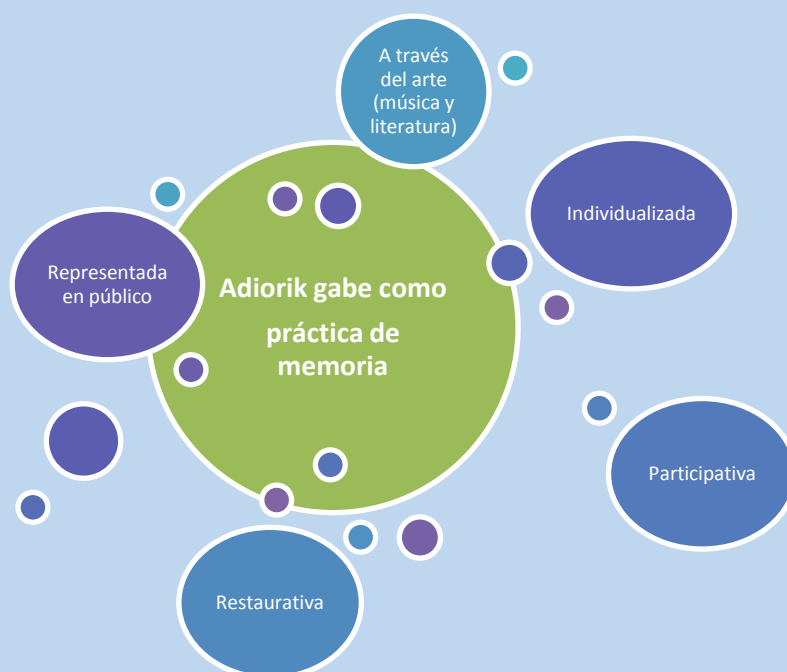 A través
del arte
(música y
literatura)
Individualizada
Representada
en público
Adiorik gabe como
práctica de
memoria
Participativa
Restaurativa